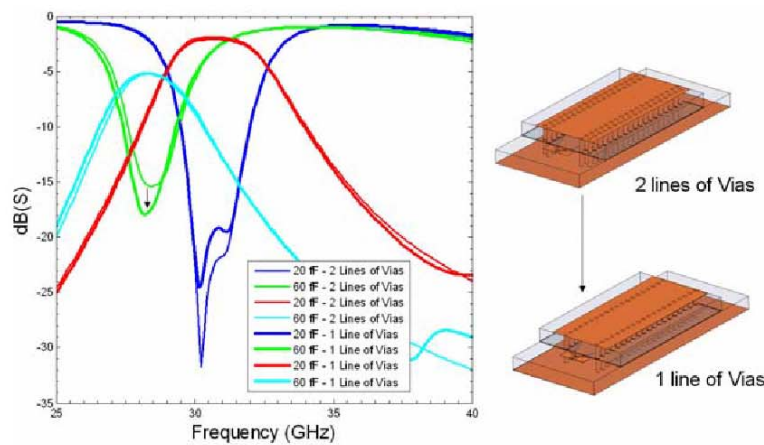 0
-5
-10
-15
-20
-25
-30
-35
dB(S)
25
30
35
40
Frequency (GHz)
20 fF - 2 Lines of Vias
60 fF - 2 Lines of Vias
20 fF - 2 Lines of Vias
60 fF - 2 Lines of Vias
20 fF - 1 Line of Vias
60 fF - 1 Line of Vias
20 fF - 1 Line of Vias
60 fF - 1 Line of Vias
2 lines of Vias
1 line of Vias